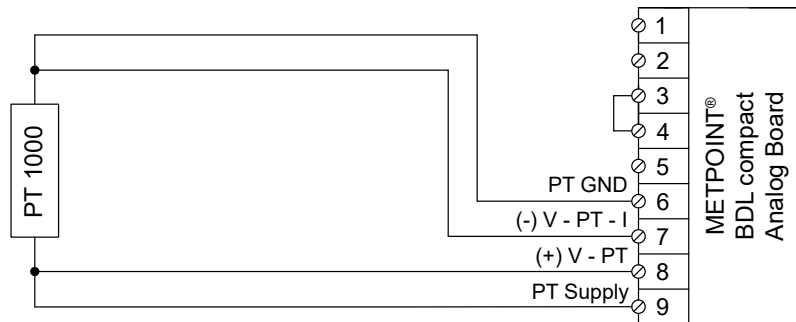 1
2
3
4
5
PT GND
6
(-) V - PT - I
7
(+) V - PT
8
PT Supply
9
PT 1000
METPOINT®
BDL compact
Analog Board